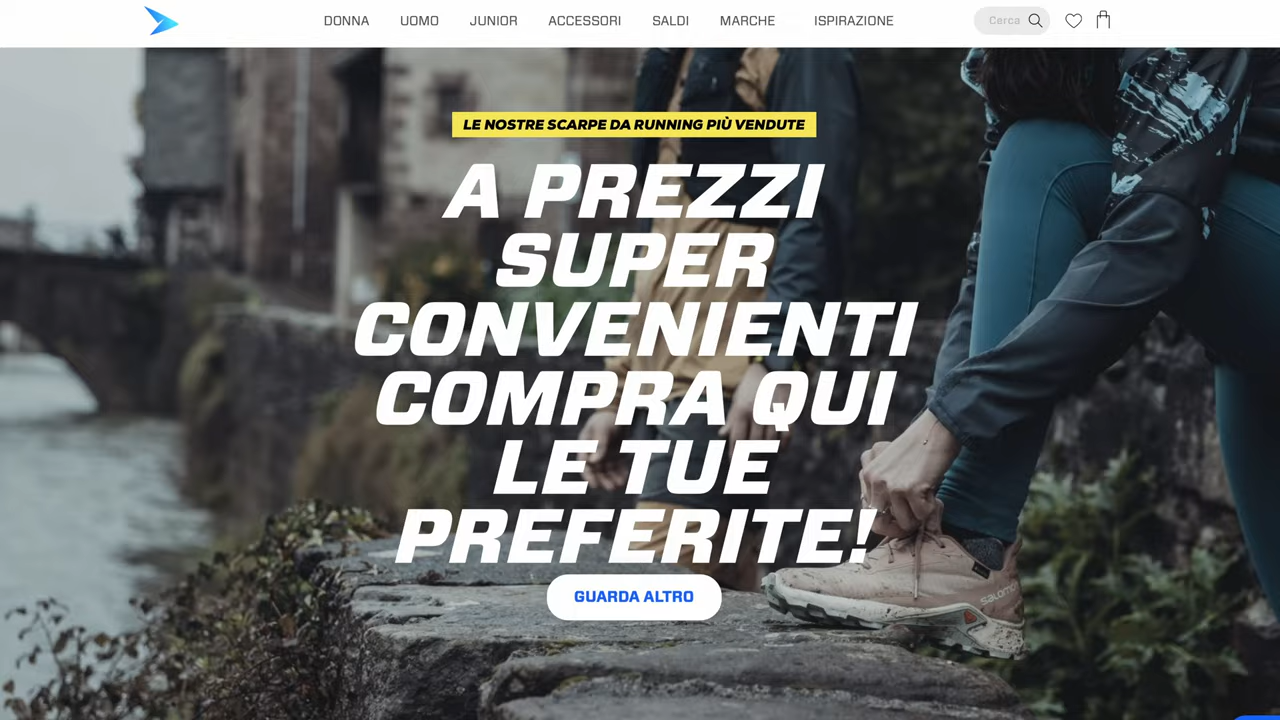 DONNA UOMO JUNIOR ACCESSORI SALDI MARCHE ISPIRAZIONE Cerca
LE NOSTRE SCARPE DA RUNNING PIÙ VENDUTE
A PREZZI
SUPER
CONVENIENTI
COMPRA QUI
LE TUE
PREFERITE!
GUARDA ALTRO
salomon